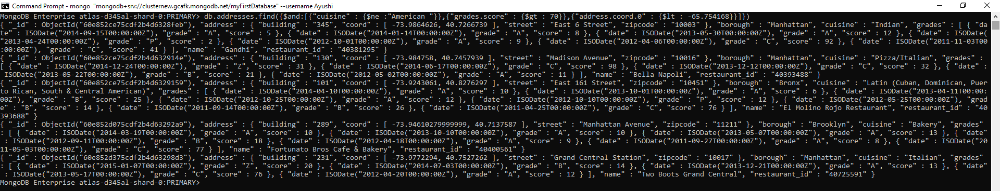 Command Prompt - mongo "mongodb+srv://clusternew.gcafk.mongodb.net/myFirstDatabase" --username Ayushi
MongoDB Enterprise atlas-d345al-shard-0:PRIMARY> db.addresses.find({$and:[{"cuisine" : {$ne :"American "}},{"grades.score" : {$gt : 70}},{"address.coord.0" : {$lt : -65.754168}}]})
{ "_id" : ObjectId("60e852ce75cdf2b4d6328feb"), "address" : { "building" : "345", "coord" : [ -73.9864626, 40.7266739 ], "street" : "East 6 Street", "zipcode" : "10003" }, "borough" : "Manhattan", "cuisine" : "Indian", "grades" : [ { "da
te" : ISODate("2014-09-15T00:00:00Z"), "grade" : "A", "score" : 5 }, { "date" : ISODate("2014-01-14T00:00:00Z"), "grade" : "A", "score" : 8 }, { "date" : ISODate("2013-05-30T00:00:00Z"), "grade" : "A", "score" : 12 }, { "date" : ISODate(
"2013-04-24T00:00:00Z"), "grade" : "P", "score" : 2 }, { "date" : ISODate("2012-10-01T00:00:00Z"), "grade" : "A", "score" : 9 }, { "date" : ISODate("2012-04-06T00:00:00Z"), "grade" : "C", "score" : 92 }, { "date" : ISODate("2011-11-03T00
:00:00Z"), "grade" : "C", "score" : 41 } ], "name" : "Gandhi", "restaurant_id" : "40381295" }
{ "_id" : ObjectId("60e852ce75cdf2b4d632914e"), "address" : { "building" : "130", "coord" : [ -73.984758, 40.7457939 ], "street" : "Madison Avenue", "zipcode" : "10016" }, "borough" : "Manhattan", "cuisine" : "Pizza/Italian", "grades" :
[ { "date" : ISODate("2014-12-24T00:00:00Z"), "grade" : "Z", "score" : 31 }, { "date" : ISODate("2014-06-17T00:00:00Z"), "grade" : "C", "score" : 98 }, { "date" : ISODate("2013-12-12T00:00:00Z"), "grade" : "C", "score" : 32 }, { "date" :
ISODate("2013-05-22T00:00:00Z"), "grade" : "B", "score" : 21 }, { "date" : ISODate("2012-05-02T00:00:00Z"), "grade" : "A", "score" : 11 } ], "name" : "Bella Napoli", "restaurant_id" : "40393488" }
{ "_id" : ObjectId("60e852ce75cdf2b4d6329159"), "address" : { "building" : "101", "coord" : [ -73.9243061, 40.8276297 ], "street" : "East 161 Street", "zipcode" : "10451" }, "borough" : "Bronx", "cuisine" : "Latin (Cuban, Dominican, Puer
to Rican, South & Central American)", "grades" : [ { "date" : ISODate("2014-04-10T00:00:00Z"), "grade" : "A", "score" : 10 }, { "date" : ISODate("2013-10-01T00:00:00Z"), "grade" : "A", "score" : 6 }, { "date" : ISODate("2013-04-11T00:00:
00Z"), "grade" : "B", "score" : 25 }, { "date" : ISODate("2012-10-25T00:00:00Z"), "grade" : "A", "score" : 12 }, { "date" : ISODate("2012-10-10T00:00:00Z"), "grade" : "P", "score" : 12 }, { "date" : ISODate("2012-05-25T00:00:00Z"), "grad
e" : "B", "score" : 14 }, { "date" : ISODate("2011-09-14T00:00:00Z"), "grade" : "B", "score" : 26 }, { "date" : ISODate("2011-04-25T00:00:00Z"), "grade" : "C", "score" : 76 } ], "name" : "El Molino Rojo Restaurant", "restaurant_id" : "40
393688" }
{ "_id" : ObjectId("60e852d075cdf2b4d63292a9"), "address" : { "building" : "289", "coord" : [ -73.94610279999999, 40.7137587 ], "street" : "Manhattan Avenue", "zipcode" : "11211" }, "borough" : "Brooklyn", "cuisine" : "Bakery", "grades"
: [ { "date" : ISODate("2014-03-19T00:00:00Z"), "grade" : "A", "score" : 10 }, { "date" : ISODate("2013-10-10T00:00:00Z"), "grade" : "A", "score" : 10 }, { "date" : ISODate("2013-05-07T00:00:00Z"), "grade" : "A", "score" : 13 }, { "date"
: ISODate("2012-09-11T00:00:00Z"), "grade" : "B", "score" : 18 }, { "date" : ISODate("2012-04-18T00:00:00Z"), "grade" : "A", "score" : 9 }, { "date" : ISODate("2011-09-27T00:00:00Z"), "grade" : "A", "score" : 8 }, { "date" : ISODate("20
11-05-03T00:00:00Z"), "grade" : "C", "score" : 77 } ], "name" : "Fortunato Bros Cafe & Bakery", "restaurant_id" : "40400561" }
{ "_id" : ObjectId("60e852d375cdf2b4d63298d3"), "address" : { "building" : "231", "coord" : [ -73.9772294, 40.7527262 ], "street" : "Grand Central Station", "zipcode" : "10017" }, "borough" : "Manhattan", "cuisine" : "Italian", "grades"
: [ { "date" : ISODate("2015-01-07T00:00:00Z"), "grade" : "Z", "score" : 20 }, { "date" : ISODate("2014-07-03T00:00:00Z"), "grade" : "B", "score" : 14 }, { "date" : ISODate("2013-12-21T00:00:00Z"), "grade" : "A", "score" : 13 }, { "date"
: ISODate("2013-05-17T00:00:00Z"), "grade" : "C", "score" : 76 }, { "date" : ISODate("2012-04-20T00:00:00Z"), "grade" : "A", "score" : 12 } ], "name" : "Two Boots Grand Central", "restaurant_id" : "40725591" }
MongoDB Enterprise atlas-d345al-shard-0:PRIMARY>